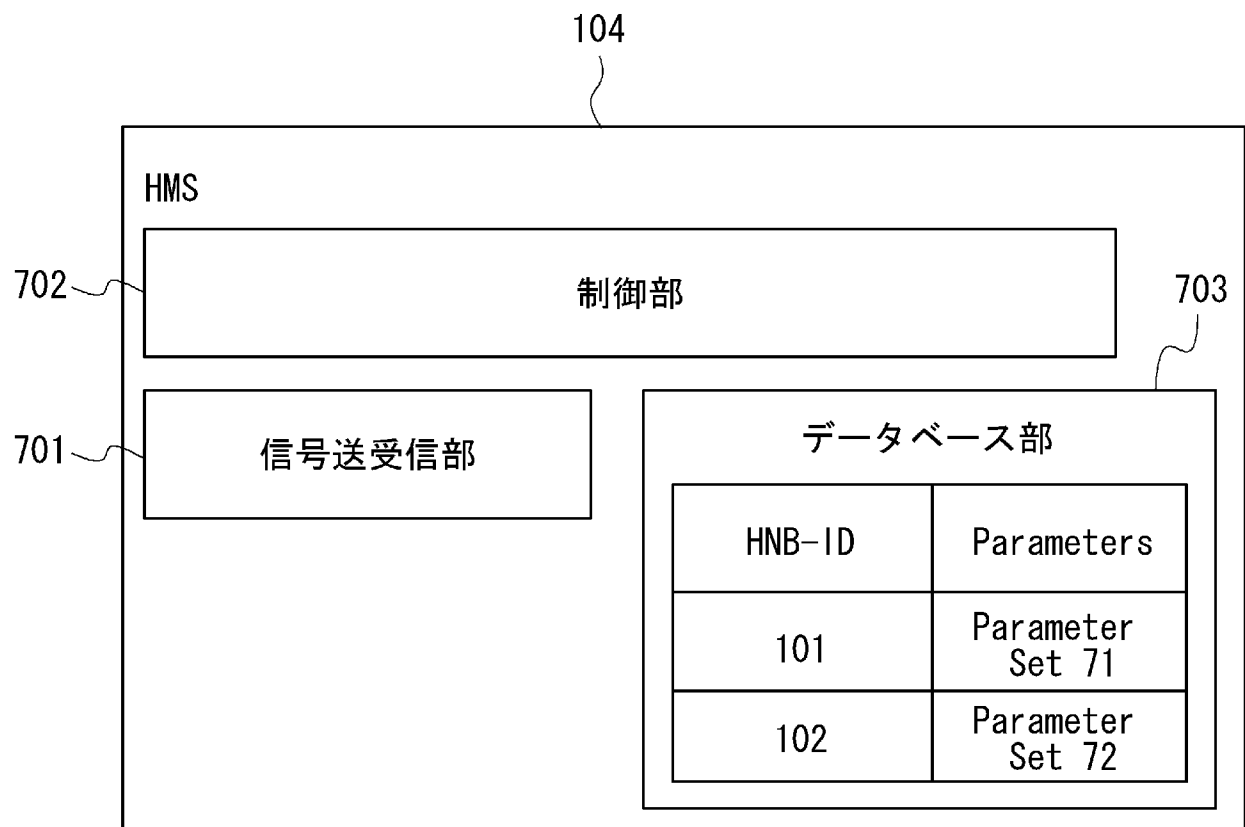 104
HMS
702
制御部
703
701
信号送受信部
データベース部
HNB-ID
Parameters
101
Parameter
Set 71
102
Parameter
Set 72